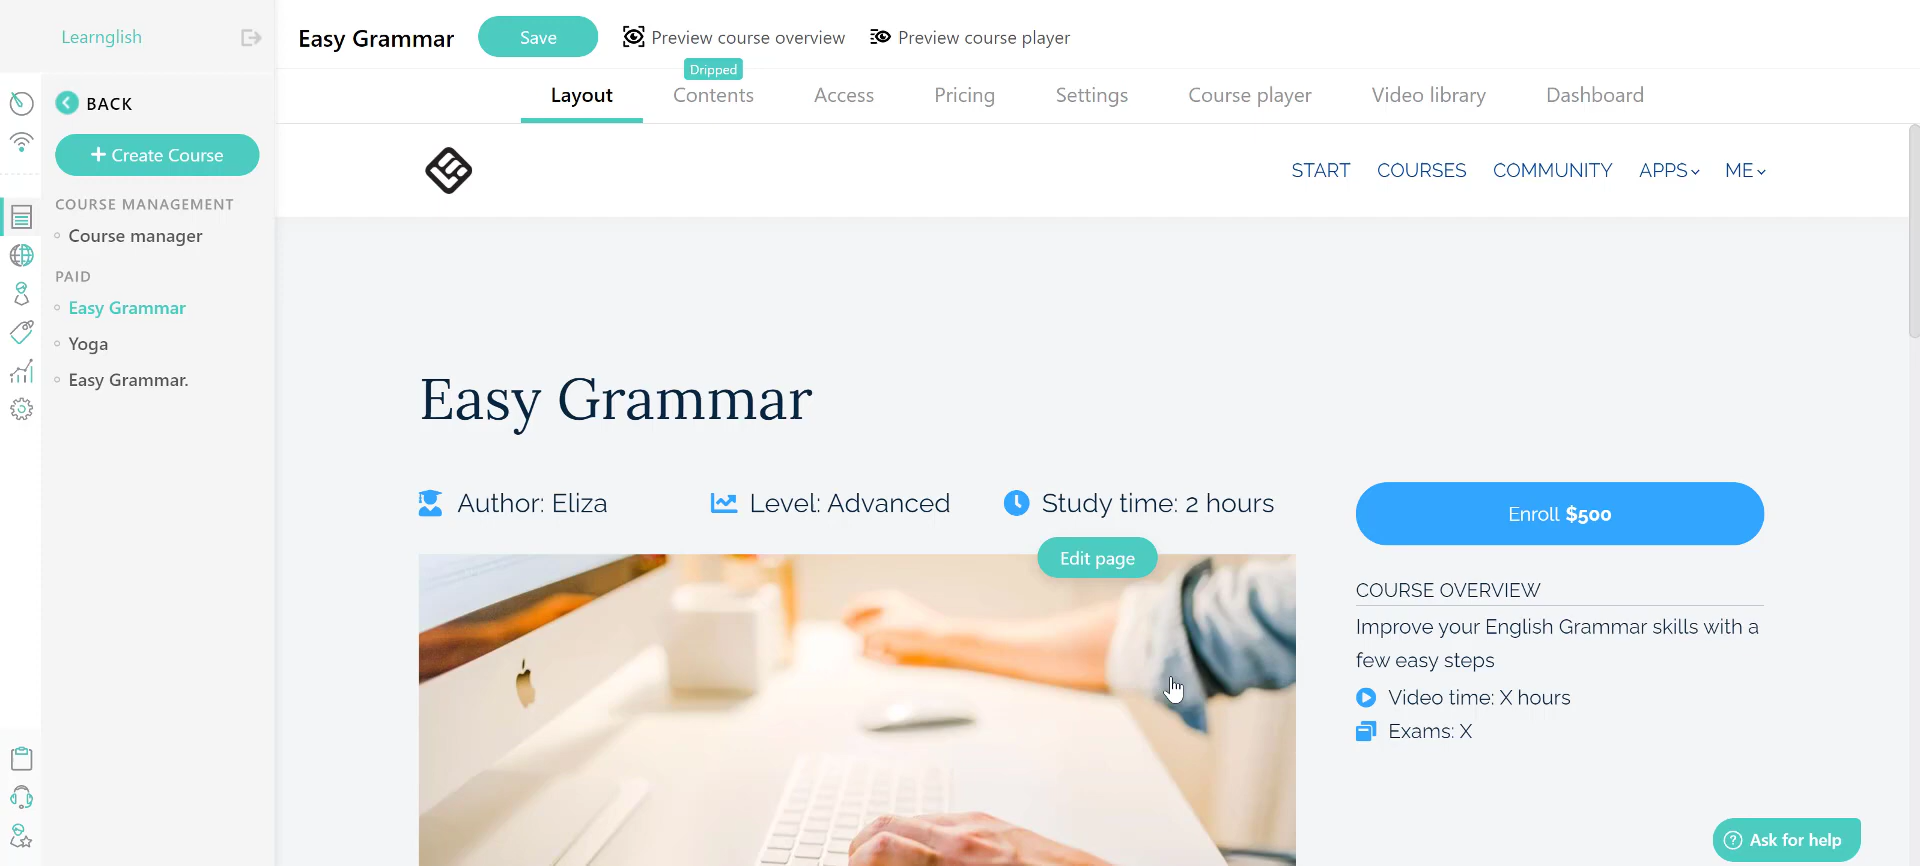 Learnglish
BACK
Create Course
COURSE MANAGEMENT
Course manager
PAID
Easy Grammar
Yoga
Easy Grammar.
Easy Grammar
Save
Preview course overview
Preview course player
Dripped
Layout
Contents
Access
Pricing
Settings
Course player
Video library
Dashboard
START
COURSES
COMMUNITY
APPS
ME
Easy Grammar
Author: Eliza
Level: Advanced
Study time: 2 hours
Edit page
Enroll $500
COURSE OVERVIEW
Improve your English Grammar skills with a
few easy steps
Video time: X hours
Exams: X
Ask for help